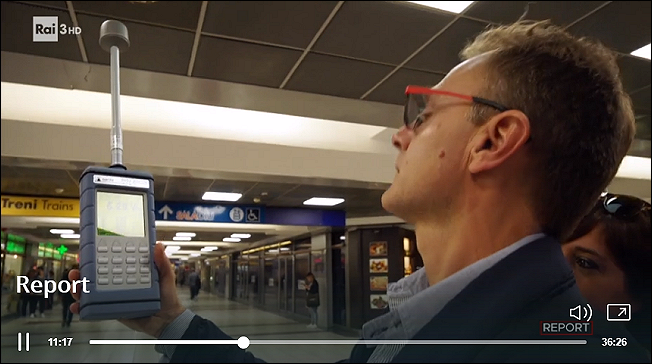 Rai 3HD
Treni Trains
Report
REPORT
11:17
36:26